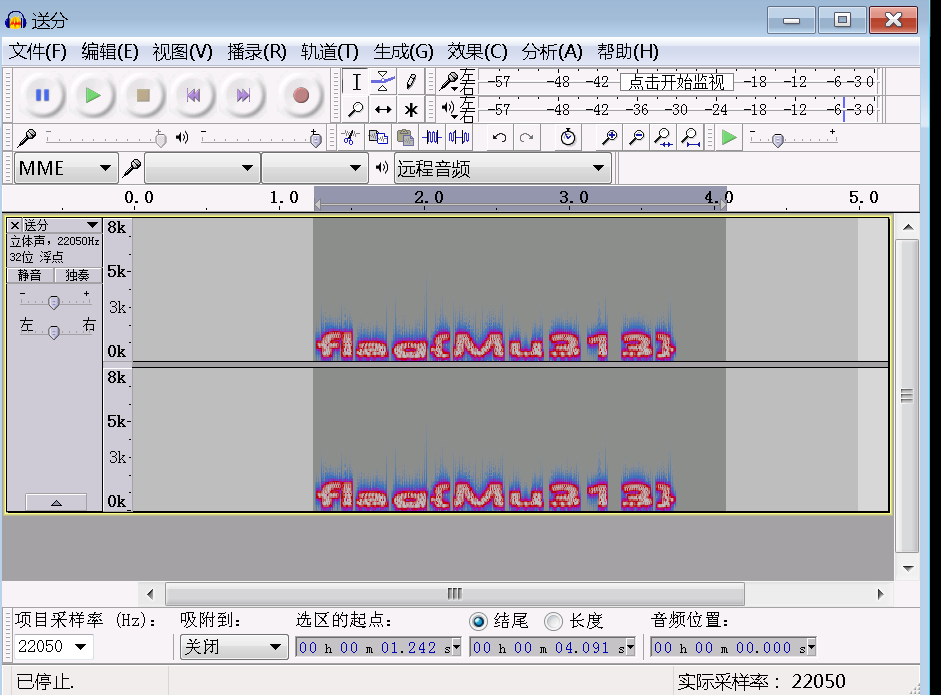 送分
文件(F) 编辑(E) 视图(V) 播录(R) 轨道(T) 生成(G) 效果(C) 分析(A) 帮助(H)
左 右 -57 -48 -42 点击开始监视 -18 -12 -6 -3 0
左 右 -57 -48 -42 -36 -30 -24 -18 -12 -6 -3 0
- + - + - +
MME 远程音频
0.0 1.0 2.0 3.0 4.0 5.0
送分
立体声, 22050Hz
32位 浮点
静音 独奏
- +
左 右
8k
5k
3k
0k
flag{Mu313}
8k
5k
3k
0k
flag{Mu313}
项目采样率 (Hz): 吸附到: 选区的起点: 结尾 长度 音频位置:
22050 关闭 00 h 00 m 01.242 s 00 h 00 m 04.091 s 00 h 00 m 00.000 s
已停止. 实际采样率: 22050